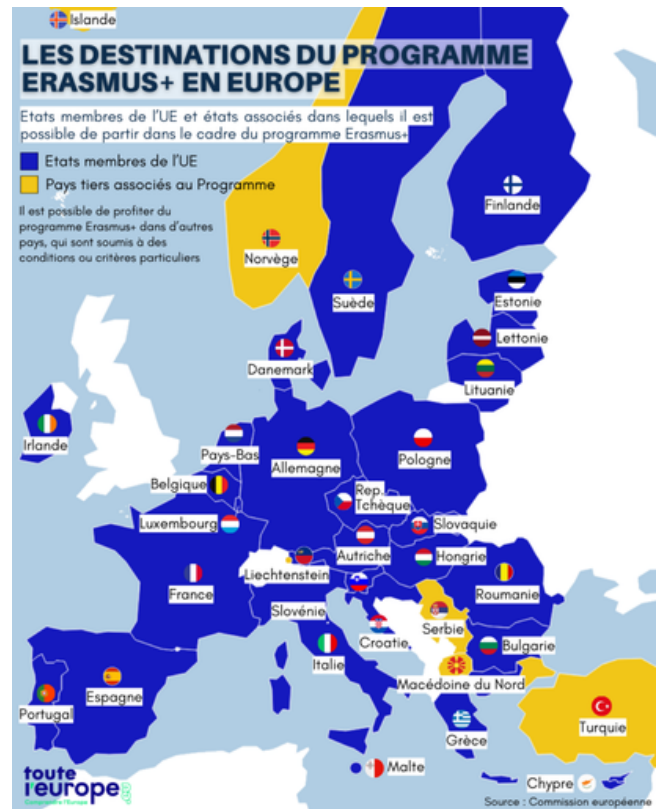 Islande
LES DESTINATIONS DU PROGRAMME
ERASMUS+ EN EUROPE
Etats membres de l'UE et états associés dans lesquels il est
possible de partir dans le cadre du programme Erasmus+
Etats membres de l'UE
Pays tiers associés au Programme
Il est possible de profiter du
programme Erasmus+ dans d'autres
pays, qui sont soumis à des
conditions ou critères particuliers
Finlande
Norvège
Suède
Estonie
Lettonie
Danemark
Lituanie
Irlande
Pays-Bas
Allemagne
Pologne
Belgique
Rep.
Tchèque
Luxembourg
Slovaquie
Autriche
Hongrie
Liechtenstein
France
Roumanie
Slovénie
Croatie
Serbie
Bulgarie
Italie
Macédoine du Nord
Espagne
Portugal
Turquie
Grèce
Malte
Chypre
toute
l'europe
Comprendre l'Europe
Source : Commission européenne